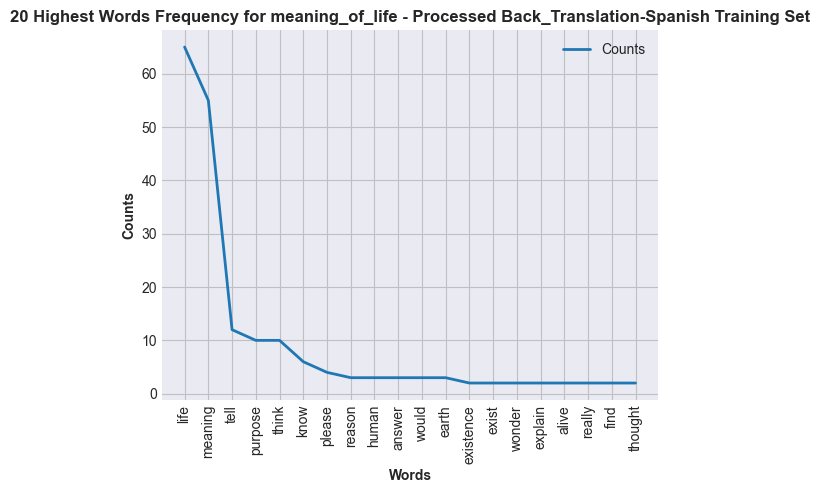 20 Highest Words Frequency for meaning_of_life - Processed Back_Translation-Spanish Training Set
Counts
60
50
40
30
20
10
0
Counts
life
meaning
tell
purpose
think
know
please
reason
human
answer
would
earth
existence
exist
wonder
explain
alive
really
find
thought
Words